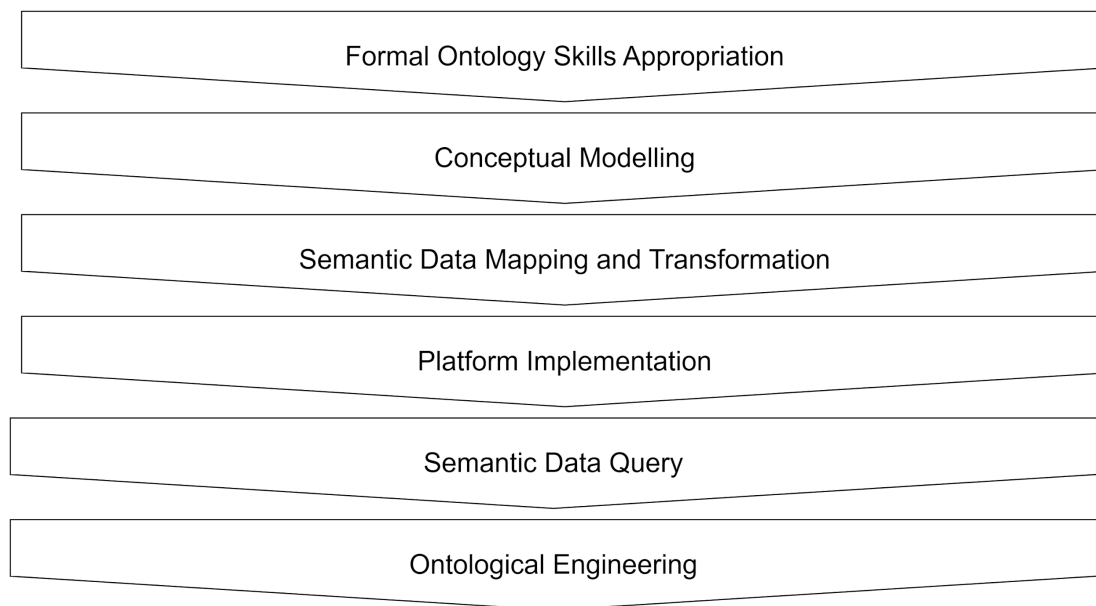 Formal Ontology Skills Appropriation
Conceptual Modelling
Semantic Data Mapping and Transformation
Platform Implementation
Semantic Data Query
Ontological Engineering